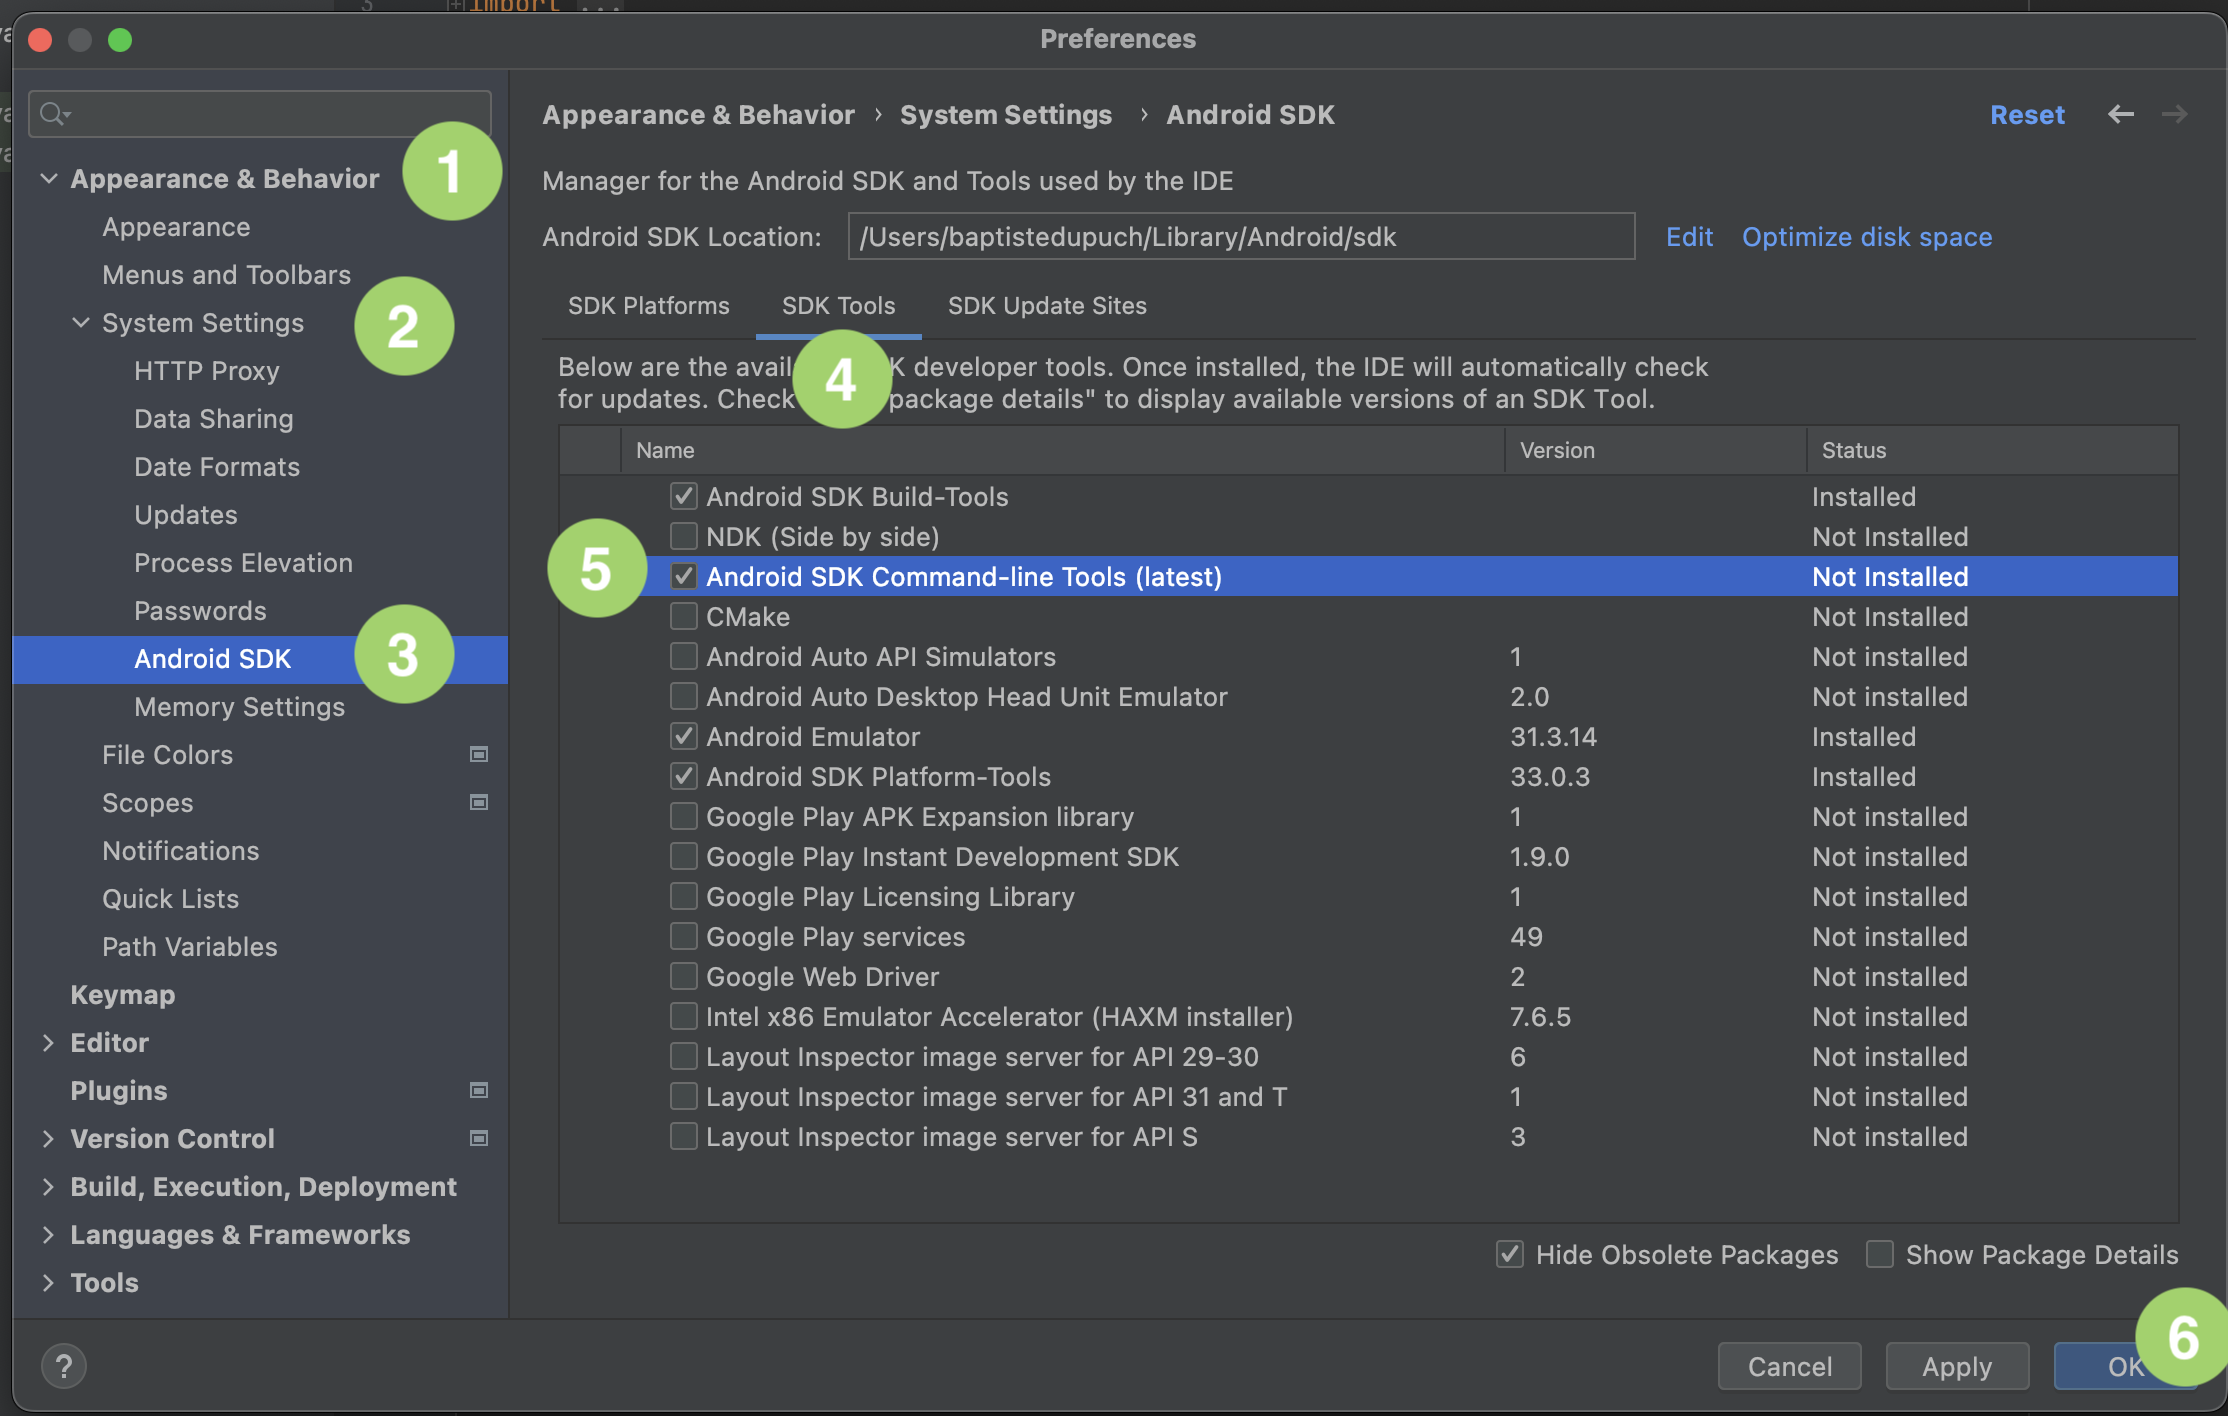 3 import ...
Preferences
Appearance & Behavior
1
Appearance
Menus and Toolbars
System Settings
2
HTTP Proxy
Data Sharing
Date Formats
Updates
Process Elevation
Passwords
Android SDK
3
Memory Settings
File Colors
Scopes
Notifications
Quick Lists
Path Variables
Keymap
Editor
Plugins
Version Control
Build, Execution, Deployment
Languages & Frameworks
Tools
?
Appearance & Behavior › System Settings › Android SDK
Reset
Manager for the Android SDK and Tools used by the IDE
Android SDK Location: /Users/baptistedupuch/Library/Android/sdk Edit Optimize disk space
SDK Platforms SDK Tools SDK Update Sites
4
Below are the avail K developer tools. Once installed, the IDE will automatically check
for updates. Check package details" to display available versions of an SDK Tool.
Name Version Status
Android SDK Build-Tools Installed
NDK (Side by side) Not Installed
5
Android SDK Command-line Tools (latest) Not Installed
CMake Not Installed
Android Auto API Simulators 1 Not installed
Android Auto Desktop Head Unit Emulator 2.0 Not installed
Android Emulator 31.3.14 Installed
Android SDK Platform-Tools 33.0.3 Installed
Google Play APK Expansion library 1 Not installed
Google Play Instant Development SDK 1.9.0 Not installed
Google Play Licensing Library 1 Not installed
Google Play services 49 Not installed
Google Web Driver 2 Not installed
Intel x86 Emulator Accelerator (HAXM installer) 7.6.5 Not installed
Layout Inspector image server for API 29-30 6 Not installed
Layout Inspector image server for API 31 and T 1 Not installed
Layout Inspector image server for API S 3 Not installed
Hide Obsolete Packages Show Package Details
Cancel Apply OK
6